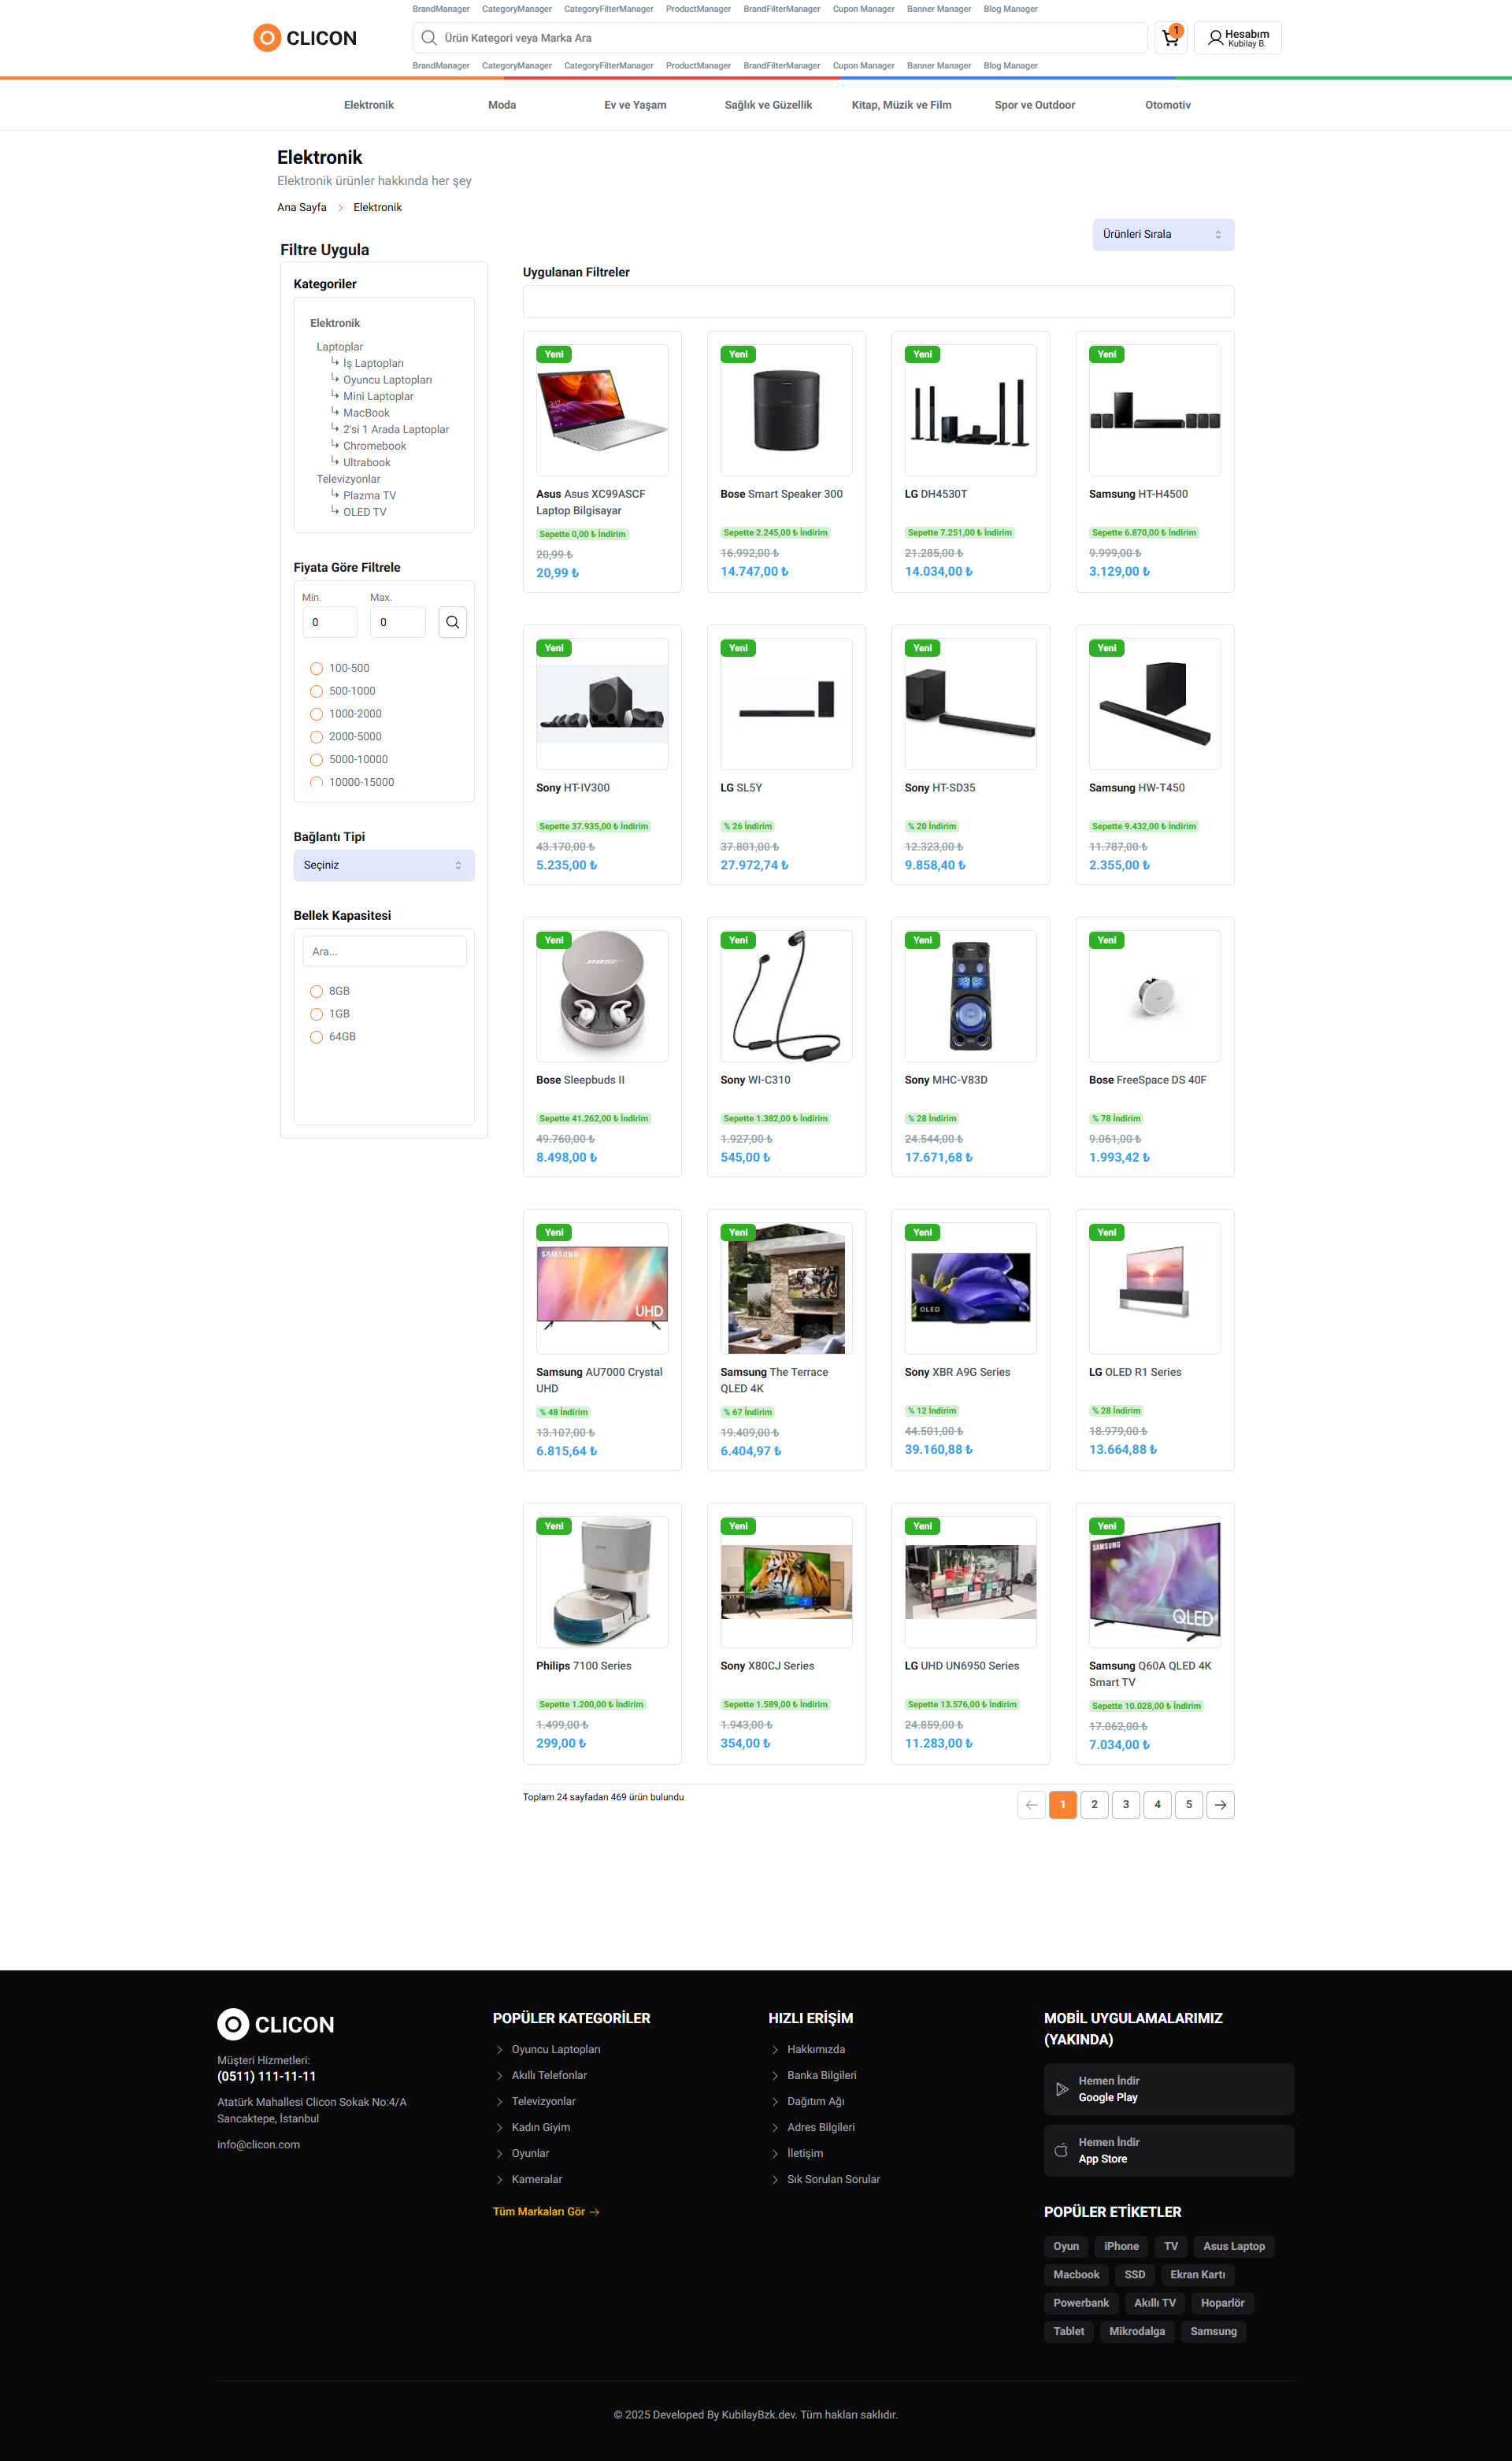 BrandManager CategoryManager CategoryFilterManager ProductManager BrandFilterManager Cupon Manager Banner Manager Blog Manager
CLICON
Ürün Kategori veya Marka Ara
1
Hesabım
Kubilay B.
BrandManager CategoryManager CategoryFilterManager ProductManager BrandFilterManager Cupon Manager Banner Manager Blog Manager
Elektronik Moda Ev ve Yaşam Sağlık ve Güzellik Kitap, Müzik ve Film Spor ve Outdoor Otomotiv
Elektronik
Elektronik ürünler hakkında her şey
Ana Sayfa Elektronik
Ürünleri Sırala
Filtre Uygula
Kategoriler
Elektronik
Laptoplar
İş Laptopları
Oyuncu Laptopları
Mini Laptoplar
MacBook
2'si 1 Arada Laptoplar
Chromebook
Ultrabook
Televizyonlar
Plazma TV
OLED TV
Fiyata Göre Filtrele
Min. Max.
0 0
100-500
500-1000
1000-2000
2000-5000
5000-10000
10000-15000
Bağlantı Tipi
Seçiniz
Bellek Kapasitesi
Ara...
8GB
1GB
64GB
Uygulanan Filtreler
Yeni Yeni Yeni Yeni
Asus Asus XC99ASCF Laptop Bilgisayar
Sepette 0,00 ₺ İndirim
20,99 ₺
20,99 ₺
Bose Smart Speaker 300
Sepette 2.245,00 ₺ İndirim
16.992,00 ₺
14.747,00 ₺
LG DH4530T
Sepette 7.251,00 ₺ İndirim
21.285,00 ₺
14.034,00 ₺
Samsung HT-H4500
Sepette 6.870,00 ₺ İndirim
9.999,00 ₺
3.129,00 ₺
Yeni Yeni Yeni Yeni
Sony HT-IV300
Sepette 37.935,00 ₺ İndirim
43.170,00 ₺
5.235,00 ₺
LG SL5Y
% 26 İndirim
37.801,00 ₺
27.972,74 ₺
Sony HT-SD35
% 20 İndirim
12.323,00 ₺
9.858,40 ₺
Samsung HW-T450
Sepette 9.432,00 ₺ İndirim
11.787,00 ₺
2.355,00 ₺
Yeni Yeni Yeni Yeni
BOSE
Bose Sleepbuds II
Sepette 41.262,00 ₺ İndirim
49.760,00 ₺
8.498,00 ₺
Sony WI-C310
Sepette 1.382,00 ₺ İndirim
1.927,00 ₺
545,00 ₺
Sony MHC-V83D
% 28 İndirim
24.544,00 ₺
17.671,68 ₺
Bose FreeSpace DS 40F
% 78 İndirim
9.061,00 ₺
1.993,42 ₺
Yeni Yeni Yeni Yeni
SAMSUNG
UHD
OLED
Samsung AU7000 Crystal UHD
% 48 İndirim
13.107,00 ₺
6.815,64 ₺
Samsung The Terrace QLED 4K
% 67 İndirim
19.409,00 ₺
6.404,97 ₺
Sony XBR A9G Series
% 12 İndirim
44.501,00 ₺
39.160,88 ₺
LG OLED R1 Series
% 28 İndirim
18.979,00 ₺
13.664,88 ₺
Yeni Yeni Yeni Yeni
SAMSUNG
QLED
Philips 7100 Series
Sepette 1.200,00 ₺ İndirim
1.499,00 ₺
299,00 ₺
Sony X80CJ Series
Sepette 1.589,00 ₺ İndirim
1.943,00 ₺
354,00 ₺
LG UHD UN6950 Series
Sepette 13.576,00 ₺ İndirim
24.859,00 ₺
11.283,00 ₺
Samsung Q60A QLED 4K Smart TV
Sepette 10.028,00 ₺ İndirim
17.062,00 ₺
7.034,00 ₺
Toplam 24 sayfadan 469 ürün bulundu
1 2 3 4 5
CLICON
Müşteri Hizmetleri:
(0511) 111-11-11
Atatürk Mahallesi Clicon Sokak No:4/A
Sancaktepe, İstanbul
info@clicon.com
POPÜLER KATEGORİLER
Oyuncu Laptopları
Akıllı Telefonlar
Televizyonlar
Kadın Giyim
Oyunlar
Kameralar
Tüm Markaları Gör
HIZLI ERİŞİM
Hakkımızda
Banka Bilgileri
Dağıtım Ağı
Adres Bilgileri
İletişim
Sık Sorulan Sorular
MOBİL UYGULAMALARIMIZ
(YAKINDA)
Hemen İndir
Google Play
Hemen İndir
App Store
POPÜLER ETİKETLER
Oyun iPhone TV Asus Laptop
Macbook SSD Ekran Kartı
Powerbank Akıllı TV Hoparlör
Tablet Mikrodalga Samsung
© 2025 Developed By KubilayBzk.dev. Tüm hakları saklıdır.